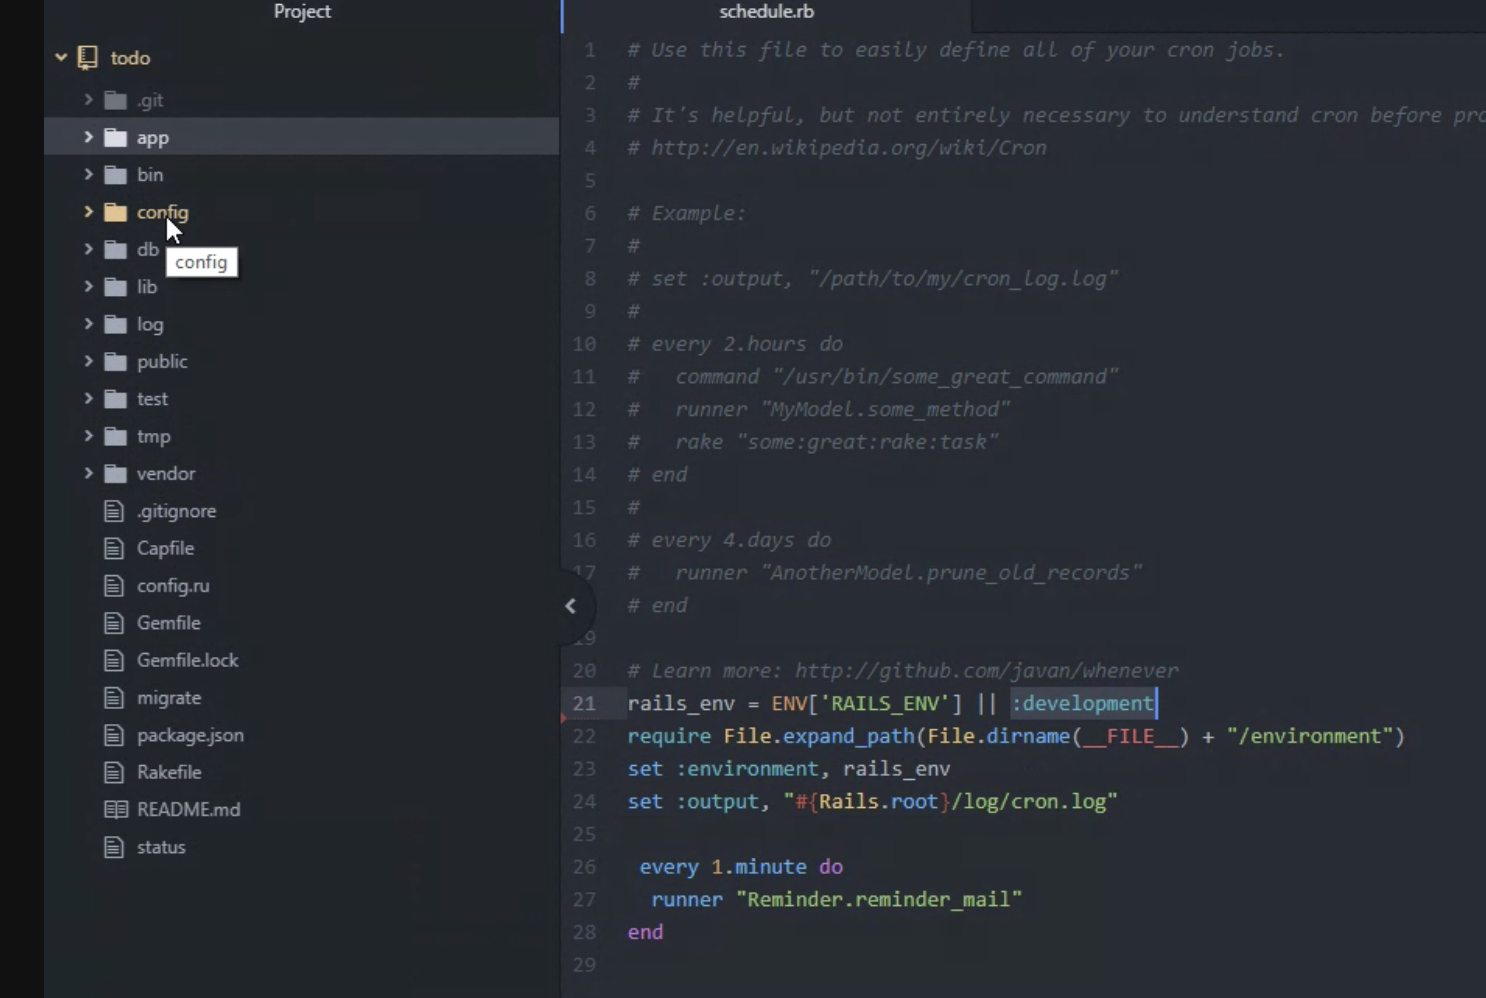 Project
todo
.git
app
bin
config
db
config
lib
log
public
test
tmp
vendor
.gitignore
Capfile
config.ru
Gemfile
Gemfile.lock
migrate
package.json
Rakefile
README.md
status
schedule.rb
1 # Use this file to easily define all of your cron jobs.
2 #
3 # It's helpful, but not entirely necessary to understand cron before
4 # http://en.wikipedia.org/wiki/Cron
5
6 # Example:
7 #
8 # set :output, "/path/to/my/cron_log.log"
9 #
10 # every 2.hours do
11 #   command "/usr/bin/some_great_command"
12 #   runner "MyModel.some_method"
13 #   rake "some:great:rake:task"
14 # end
15 #
16 # every 4.days do
17 #   runner "AnotherModel.prune_old_records"
# end
19
20 # Learn more: http://github.com/javan/whenever
21 rails_env = ENV['RAILS_ENV'] || :development
22 require File.expand_path(File.dirname(__FILE__) + "/environment")
23 set :environment, rails_env
24 set :output, "#{Rails.root}/log/cron.log"
25
26  every 1.minute do
27   runner "Reminder.reminder_mail"
28 end
29